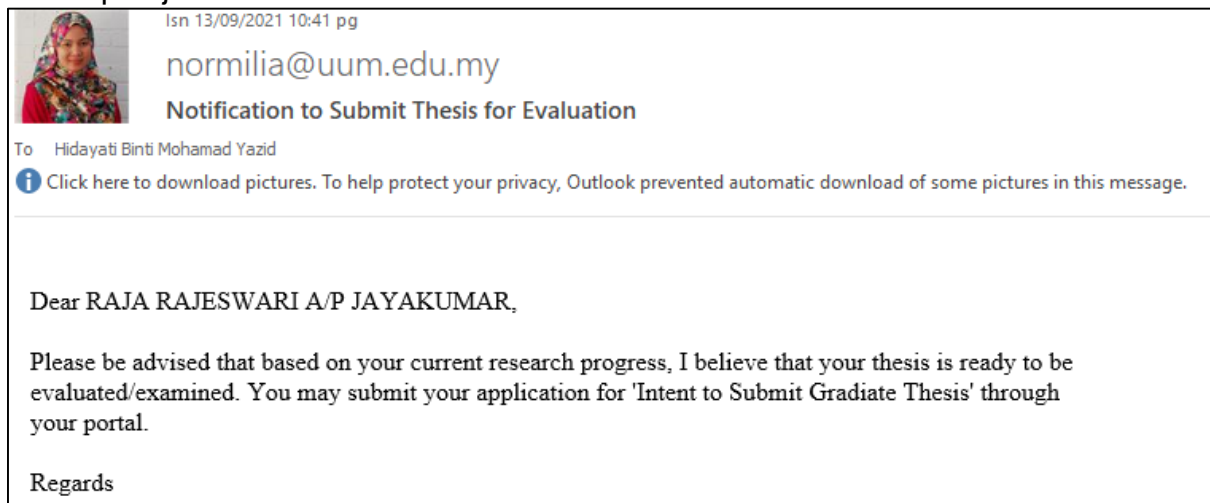 Isn 13/09/2021 10:41 pg
normilia@uum.edu.my
Notification to Submit Thesis for Evaluation
To Hidayati Binti Mohamad Yazid
Click here to download pictures. To help protect your privacy, Outlook prevented automatic download of some pictures in this message.
Dear RAJA RAJESWARI A/P JAYAKUMAR,
Please be advised that based on your current research progress, I believe that your thesis is ready to be
evaluated/examined. You may submit your application for 'Intent to Submit Gradiate Thesis' through
your portal.
Regards